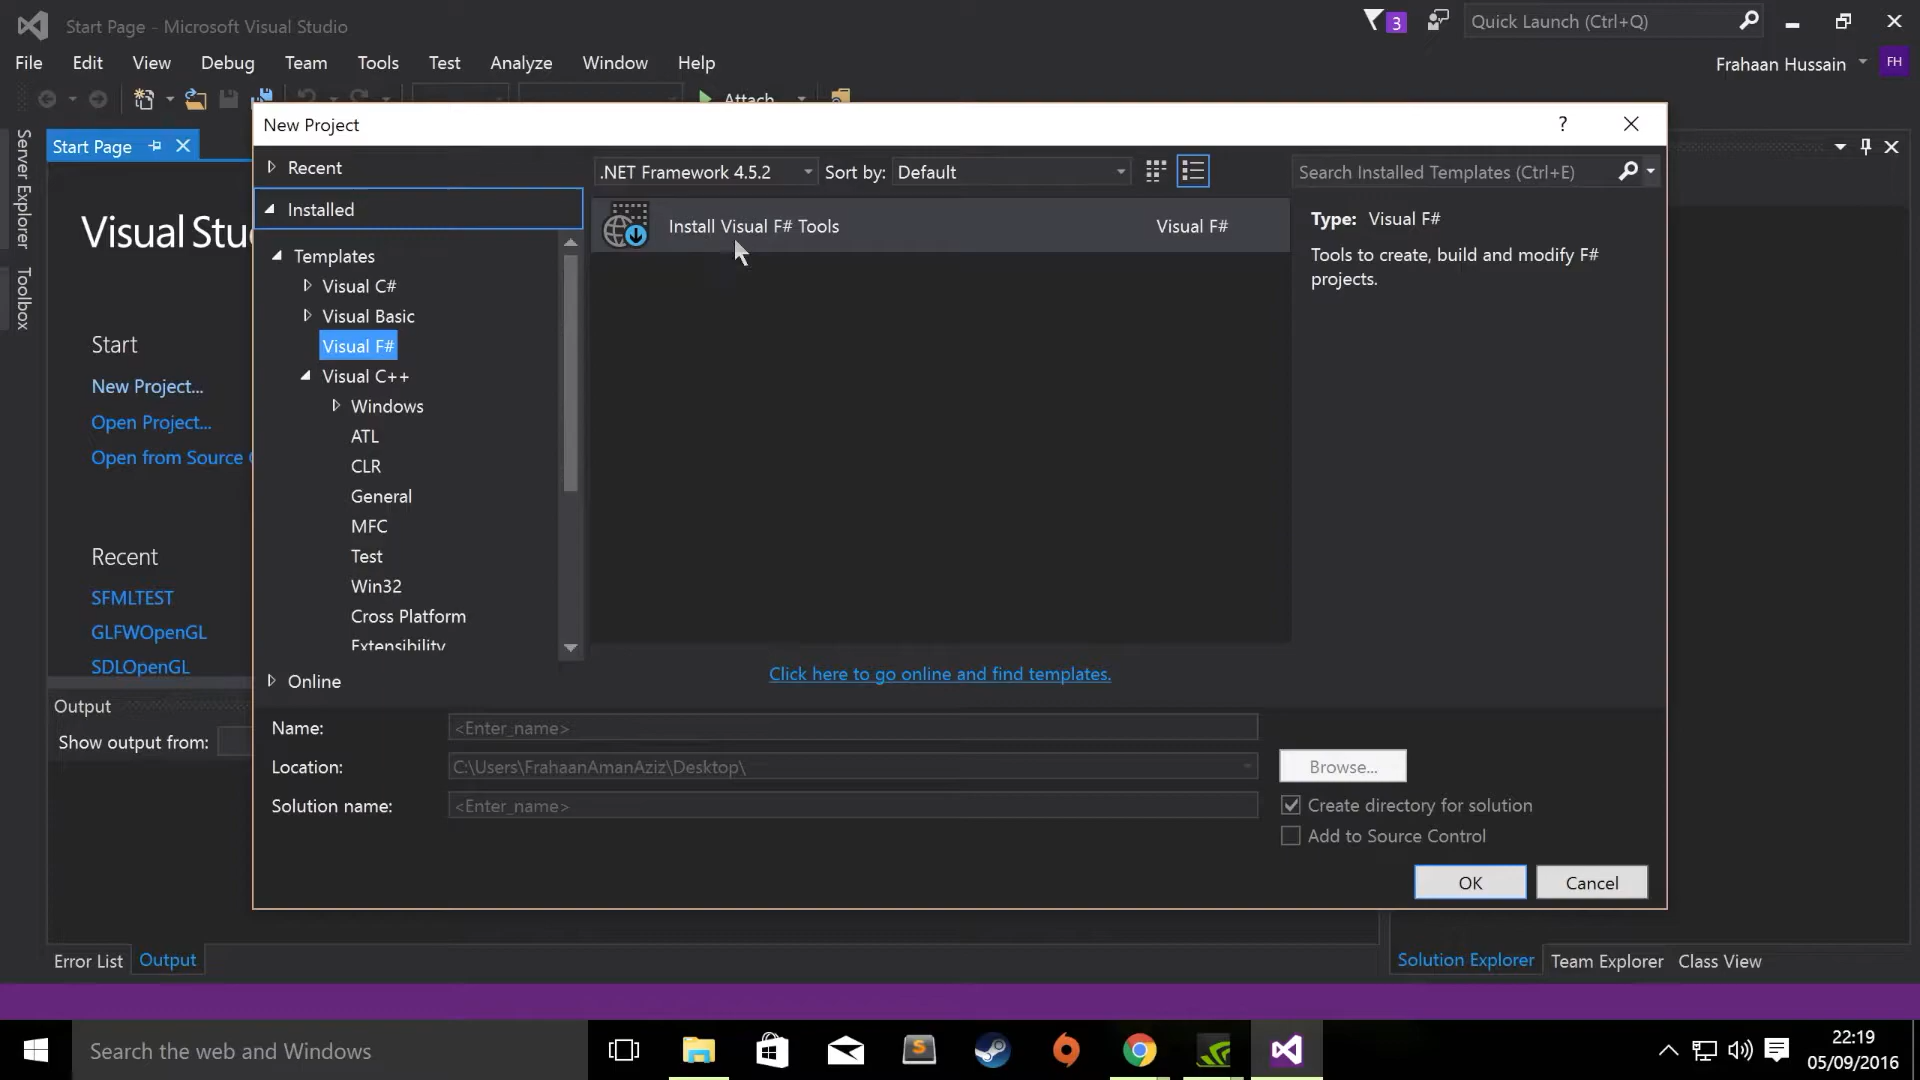 Start Page - Microsoft Visual Studio
3
Quick Launch (Ctrl+Q)
File Edit View Debug Team Tools Test Analyze Window Help
Frahaan Hussain FH
Attach
Server Explorer
Toolbox
Start Page
Visual Stu
Start
New Project...
Open Project...
Open from Source
Recent
SFMLTEST
GLFWOpenGL
SDLOpenGL
Output
Show output from:
New Project
?
Recent
Installed
Templates
Visual C#
Visual Basic
Visual F#
Visual C++
Windows
ATL
CLR
General
MFC
Test
Win32
Cross Platform
Extensibility
Online
.NET Framework 4.5.2
Sort by: Default
Search Installed Templates (Ctrl+E)
Install Visual F# Tools Visual F#
Type: Visual F#
Tools to create, build and modify F#
projects.
Click here to go online and find templates.
Name: <Enter_name>
Location: C:\Users\FrahaanAmanAziz\Desktop\
Browse...
Solution name: <Enter_name>
Create directory for solution
Add to Source Control
OK Cancel
Error List Output
Solution Explorer Team Explorer Class View
Search the web and Windows
S
22:19
05/09/2016